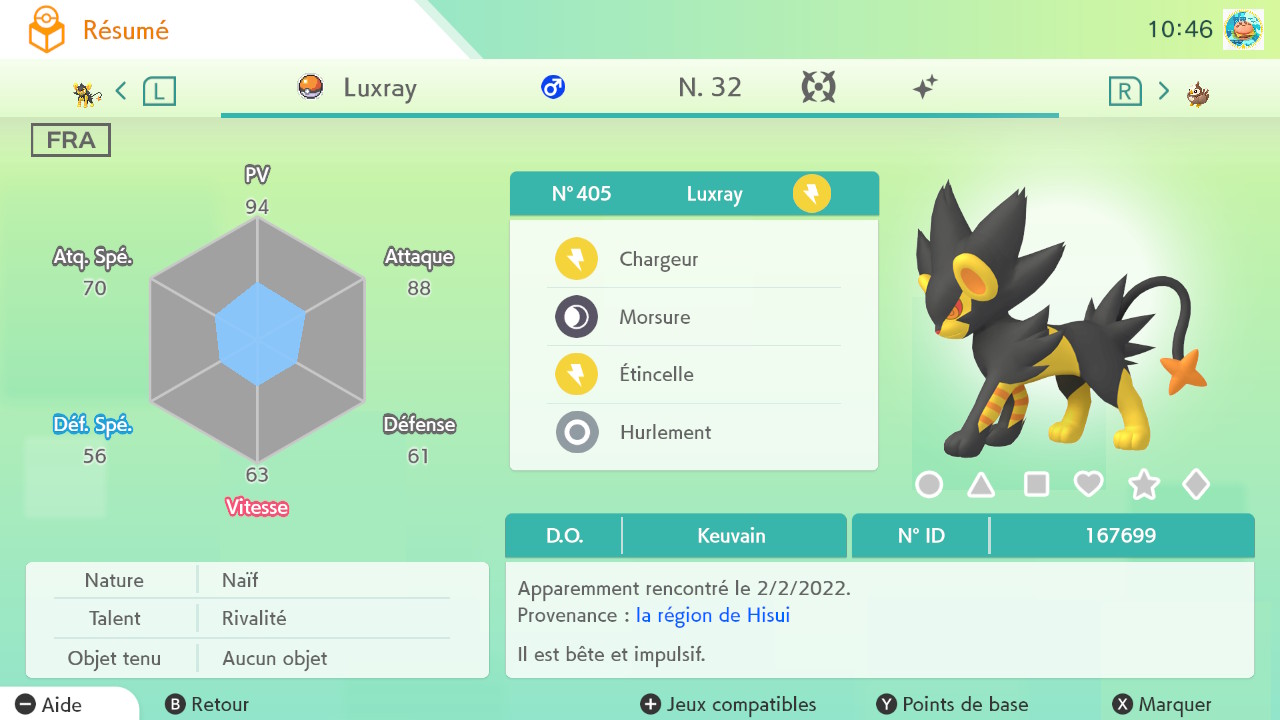 Résumé
10:46
L
Luxray
N. 32
R
FRA
PV
94
Atq. Spé.
70
Attaque
88
Déf. Spé.
56
Défense
61
63
Vitesse
N° 405 Luxray
Chargeur
Morsure
Étincelle
Hurlement
D.O. Keuvain
N° ID 167699
Nature Naïf
Talent Rivalité
Objet tenu Aucun objet
Apparemment rencontré le 2/2/2022.
Provenance : la région de Hisui
Il est bête et impulsif.
Aide
B Retour
Jeux compatibles
Y Points de base
X Marquer